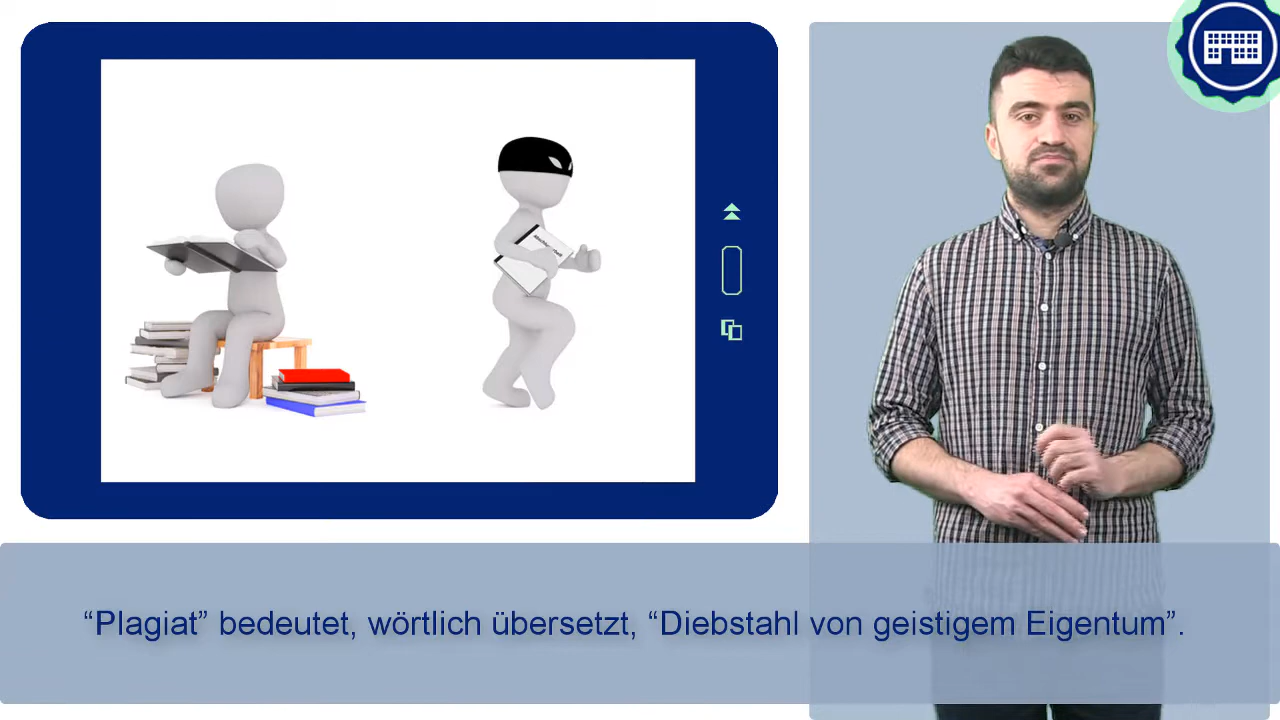 “Plagiat” bedeutet, wörtlich übersetzt, “Diebstahl von geistigem Eigentum”.